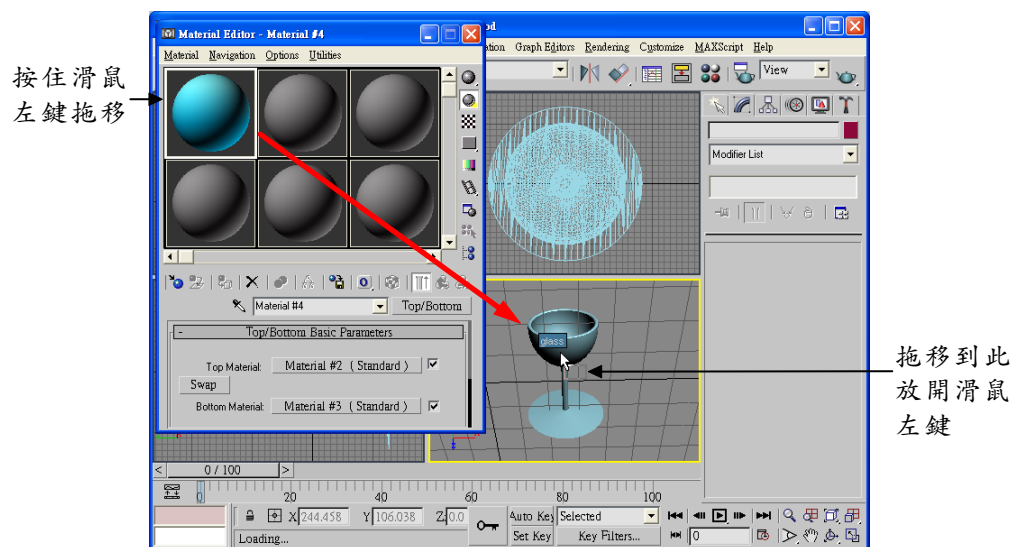 Material Editor - Material #4
Material Navigation Options Utilities
Graph Editors Rendering Customize MAXScript Help
View
按住滑鼠
左鍵拖移
Modifier List
Material #4
Top/Bottom
Top/Bottom Basic Parameters
Top Material: Material #2 ( Standard )
Swap
Bottom Material: Material #3 ( Standard )
glass
拖移到此
放開滑鼠
左鍵
0 / 100
0 20 40 60 80 100
X 244.458 Y 106.038 Z 0.0
Auto Key Selected
Set Key Key Filters...
0
Loading...